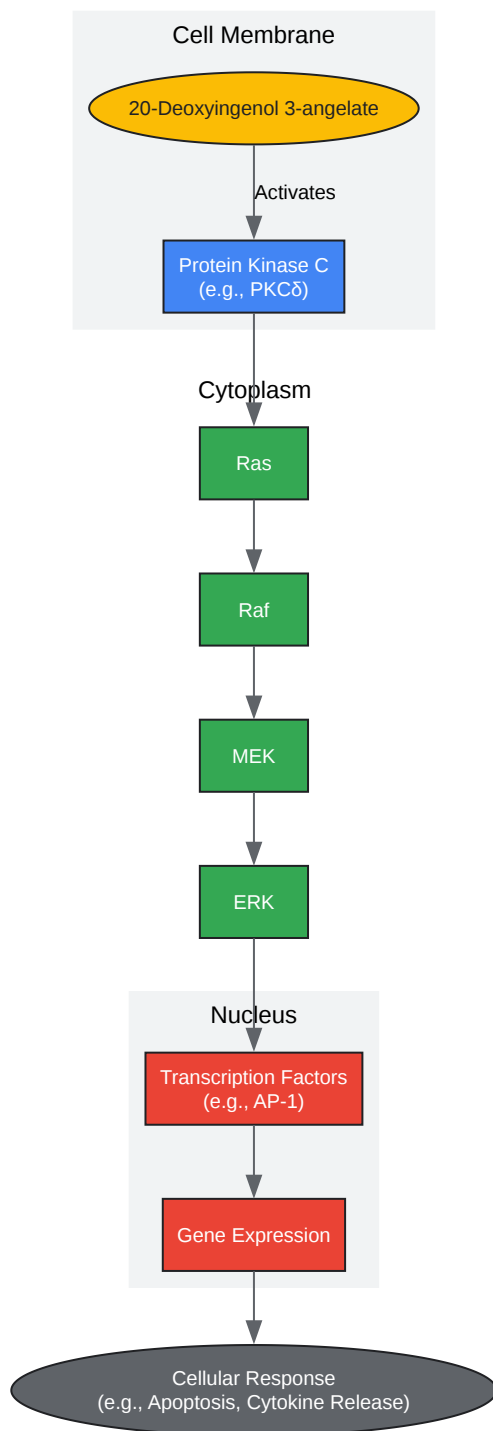 Cell Membrane
20-Deoxyingenol 3-angelate
Activates
Protein Kinase C
(e.g., PKCδ)
Cytoplasm
Ras
Raf
MEK
ERK
Nucleus
Transcription Factors
(e.g., AP-1)
Gene Expression
Cellular Response
(e.g., Apoptosis, Cytokine Release)